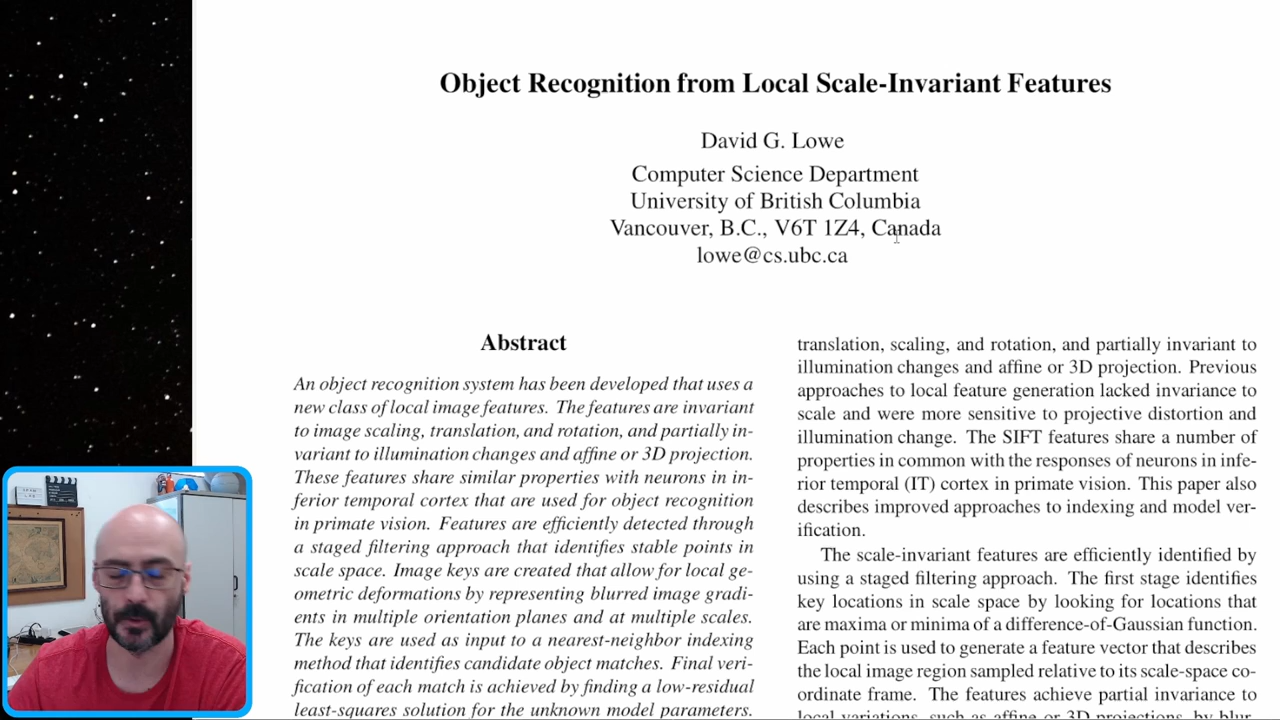 Object Recognition from Local Scale-Invariant Features
David G. Lowe
Computer Science Department
University of British Columbia
Vancouver, B.C., V6T 1Z4, Canada
lowe@cs.ubc.ca
Abstract
An object recognition system has been developed that uses a
new class of local image features. The features are invariant
to image scaling, translation, and rotation, and partially in-
variant to illumination changes and affine or 3D projection.
These features share similar properties with neurons in in-
ferior temporal cortex that are used for object recognition
in primate vision. Features are efficiently detected through
a staged filtering approach that identifies stable points in
scale space. Image keys are created that allow for local ge-
ometric deformations by representing blurred image gradi-
ents in multiple orientation planes and at multiple scales.
The keys are used as input to a nearest-neighbor indexing
method that identifies candidate object matches. Final veri-
fication of each match is achieved by finding a low-residual
least-squares solution for the unknown model parameters.
translation, scaling, and rotation, and partially invariant to
illumination changes and affine or 3D projection. Previous
approaches to local feature generation lacked invariance to
scale and were more sensitive to projective distortion and
illumination change. The SIFT features share a number of
properties in common with the responses of neurons in infe-
rior temporal (IT) cortex in primate vision. This paper also
describes improved approaches to indexing and model ver-
ification.
The scale-invariant features are efficiently identified by
using a staged filtering approach. The first stage identifies
key locations in scale space by looking for locations that
are maxima or minima of a difference-of-Gaussian function.
Each point is used to generate a feature vector that describes
the local image region sampled relative to its scale-space co-
ordinate frame. The features achieve partial invariance to
local variations, such as affine or 3D projections, by blur-